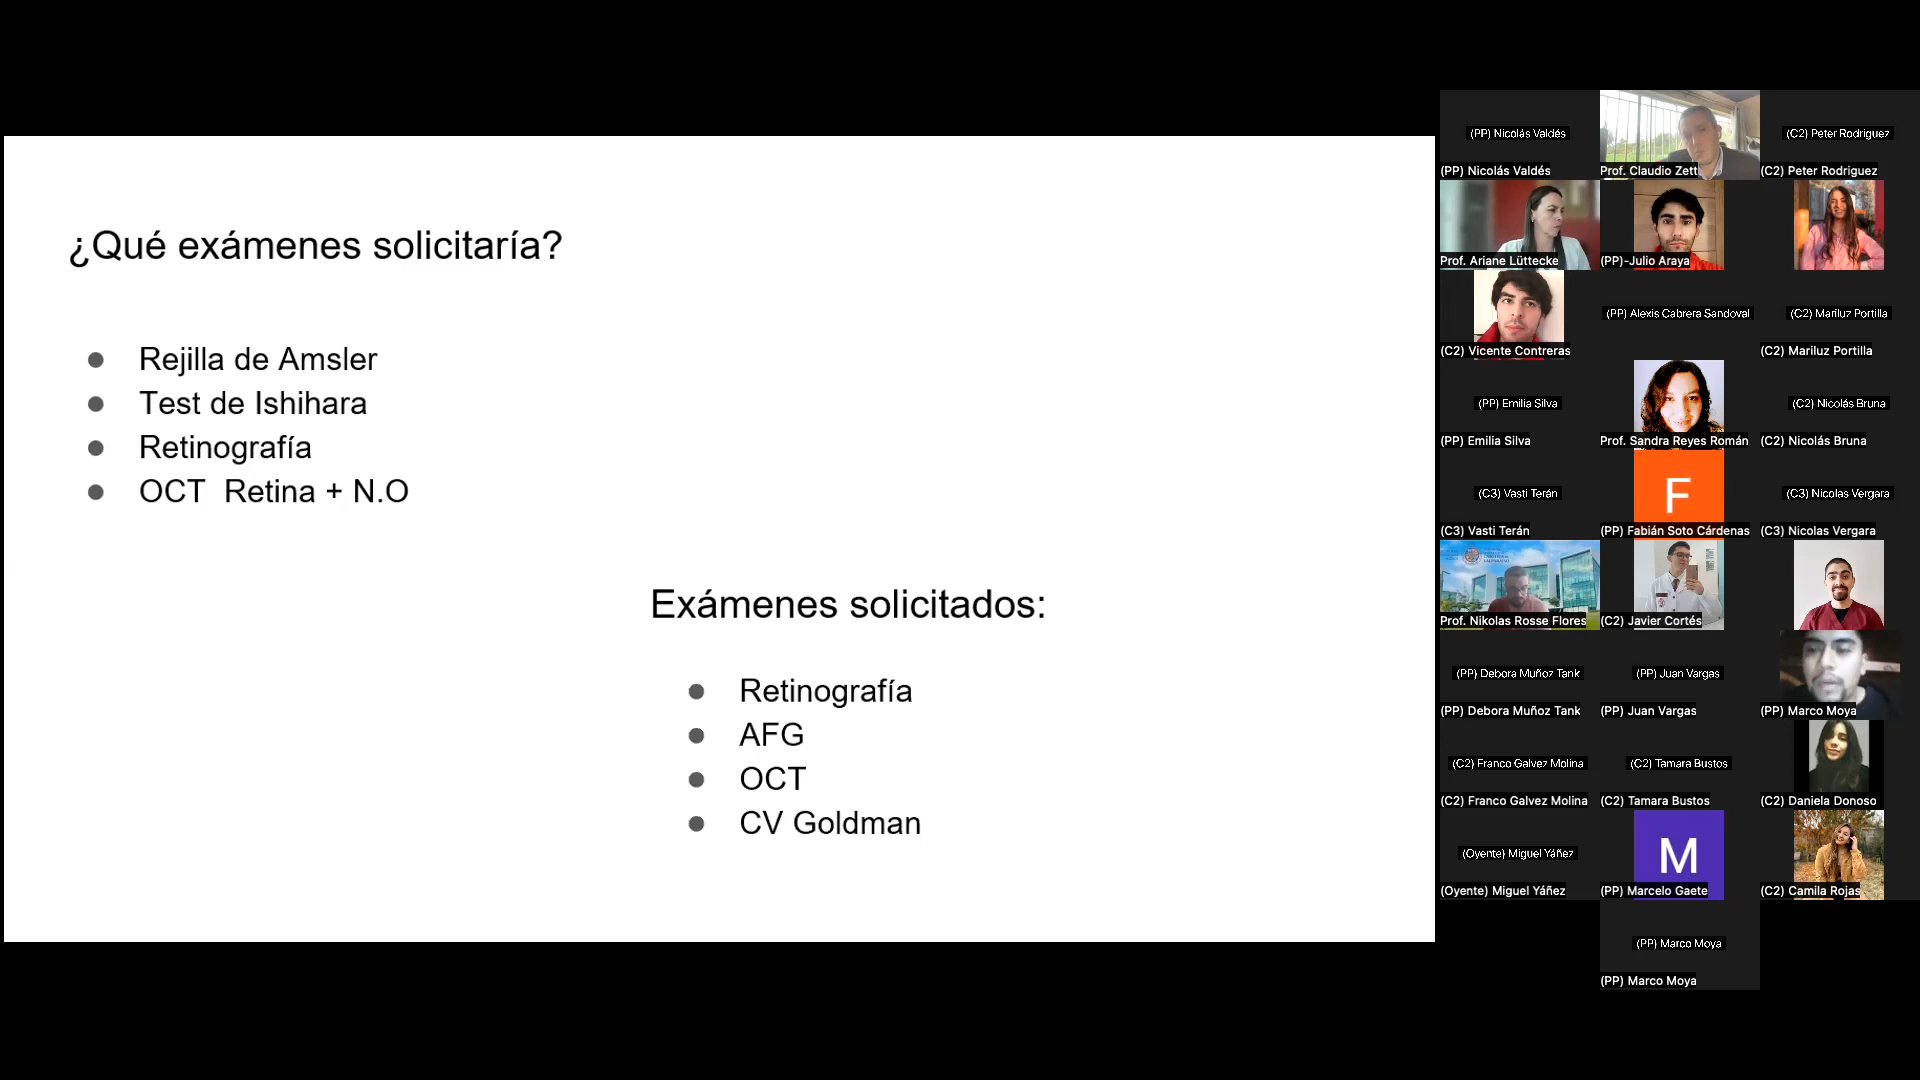 ¿Qué exámenes solicitaría?
Rejilla de Amsler
Test de Ishihara
Retinografía
OCT Retina + N.O
Exámenes solicitados:
Retinografía
AFG
OCT
CV Goldman
(PP) Nicolás Valdés
(PP) Nicolás Valdés
Prof. Claudio Zett
(C2) Peter Rodriguez
(C2) Peter Rodriguez
Prof. Ariane Lüttecke
(PP)-Julio Araya
(C2) Vicente Contreras
(PP) Alexis Cabrera Sandoval
(C2) Mariluz Portilla
(C2) Mariluz Portilla
(PP) Emilia Silva
(PP) Emilia Silva
Prof. Sandra Reyes Román
(C2) Nicolás Bruna
(C2) Nicolás Bruna
(C3) Vasti Terán
(C3) Vasti Terán
F
(PP) Fabián Soto Cárdenas
(C3) Nicolas Vergara
(C3) Nicolas Vergara
Prof. Nikolas Rosse Flores
(C2) Javier Cortés
(PP) Debora Muñoz Tank
(PP) Debora Muñoz Tank
(PP) Juan Vargas
(PP) Juan Vargas
(PP) Marco Moya
(C2) Franco Galvez Molina
(C2) Franco Galvez Molina
(C2) Tamara Bustos
(C2) Tamara Bustos
(C2) Daniela Donoso
(Oyente) Miguel Yáñez
(Oyente) Miguel Yáñez
M
(PP) Marcelo Gaete
(C2) Camila Rojas
(PP) Marco Moya
(PP) Marco Moya